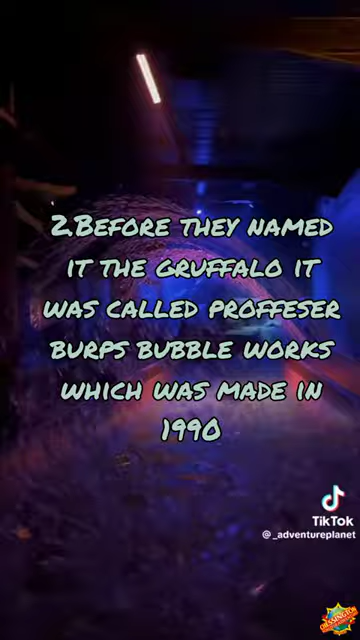 2.Before they named
it the gruffalo it
was called proffeser
burps bubble works
which was made in
1990
TikTok
@_adventureplanet
CHESSINGTON